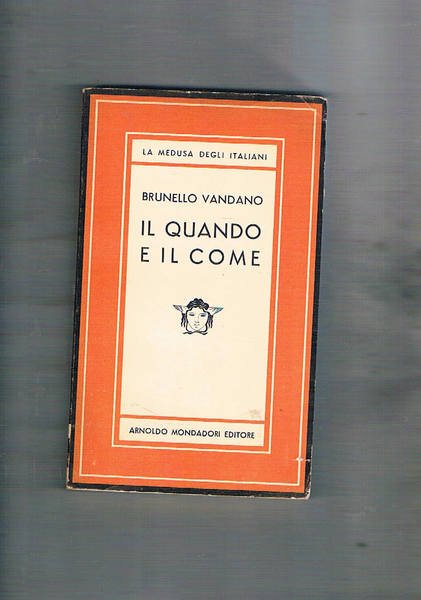 LA MEDUSA DEGLI ITALIANI
BRUNELLO VANDANO
IL QUANDO
E IL COME
ARNOLDO MONDADORI EDITORE